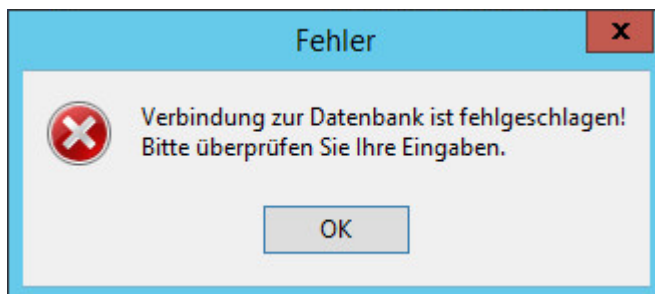 Fehler
x
Verbindung zur Datenbank ist fehlgeschlagen!
Bitte überprüfen Sie Ihre Eingaben.
OK